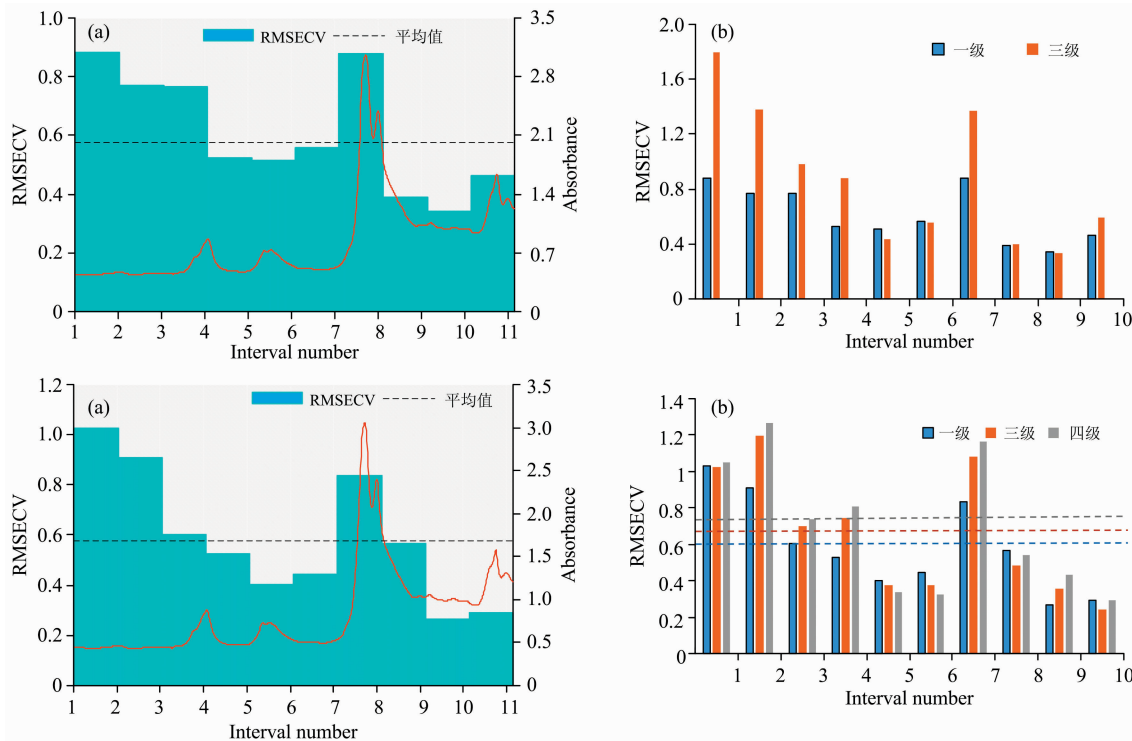 (a)
RMSECV
平均值
1.0
0.8
0.6
0.4
0.2
0
RMSECV
3.5
2.8
2.1
1.4
0.7
0
Absorbance
1 2 3 4 5 6 7 8 9 10 11
Interval number
(b)
一级
三级
2.0
1.6
1.2
0.8
0.4
0
RMSECV
1 2 3 4 5 6 7 8 9 10
Interval number
(a)
RMSECV
平均值
1.2
1.0
0.8
0.6
0.4
0.2
0
RMSECV
3.5
3.0
2.5
2.0
1.5
1.0
0.5
0.0
Absorbance
1 2 3 4 5 6 7 8 9 10 11
Interval number
(b)
一级
三级
四级
1.4
1.2
1
0.8
0.6
0.4
0.2
0
RMSECV
1 2 3 4 5 6 7 8 9 10
Interval number